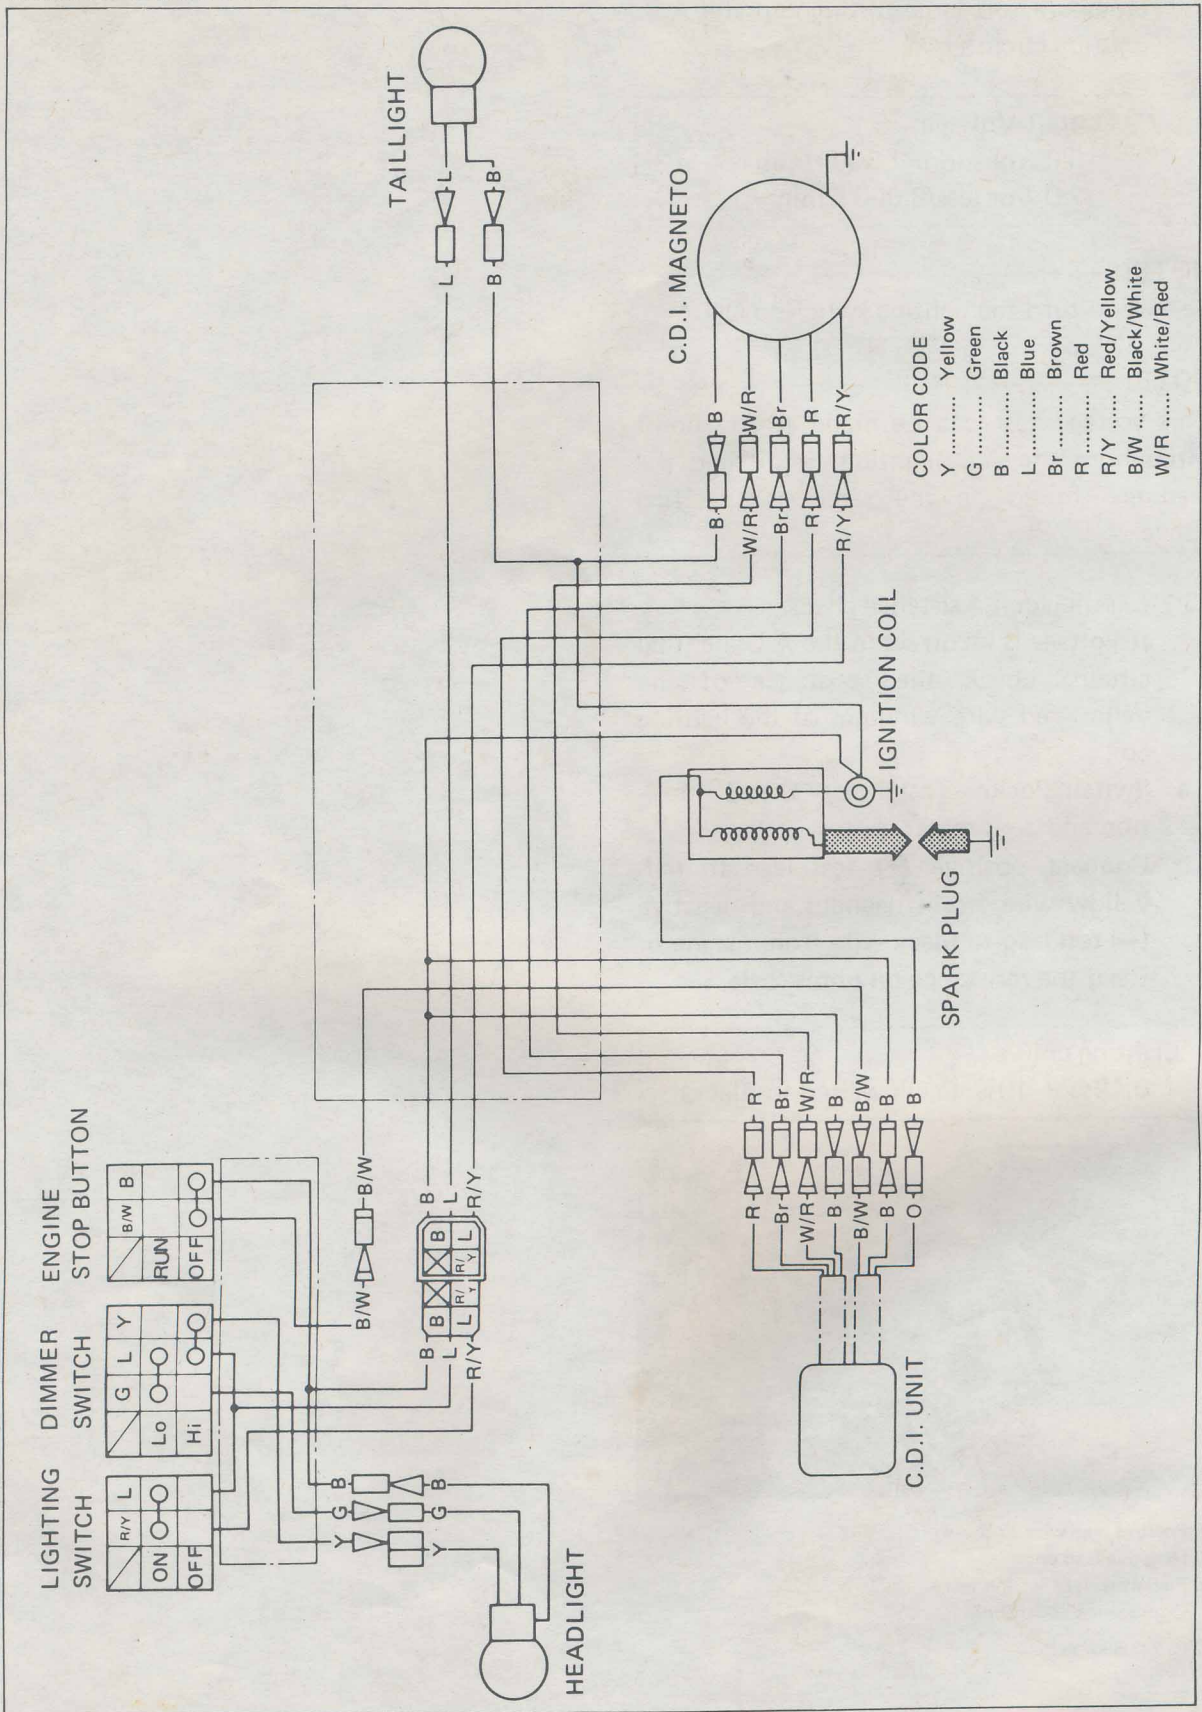 LIGHTING
SWITCH
R/Y L
ON
OFF
DIMMER
SWITCH
G L Y
Lo
Hi
ENGINE
STOP BUTTON
B/W B
RUN
OFF
TAILLIGHT
L L
B B
B/W B/W
B B B B
L L L L
R/Y R/ Y R/ Y R/Y
B B
G G
Y Y
HEADLIGHT
C.D.I. MAGNETO
B B
W/R W/R
Br Br
R R
R/Y R/Y
IGNITION COIL
SPARK PLUG
R R
Br Br
W/R W/R
B B
B/W B/W
B B
O B
C.D.I. UNIT
COLOR CODE
Y ........... Yellow
G ........... Green
B ........... Black
L ........... Blue
Br .......... Brown
R ........... Red
R/Y ...... Red/Yellow
B/W ...... Black/White
W/R ...... White/Red